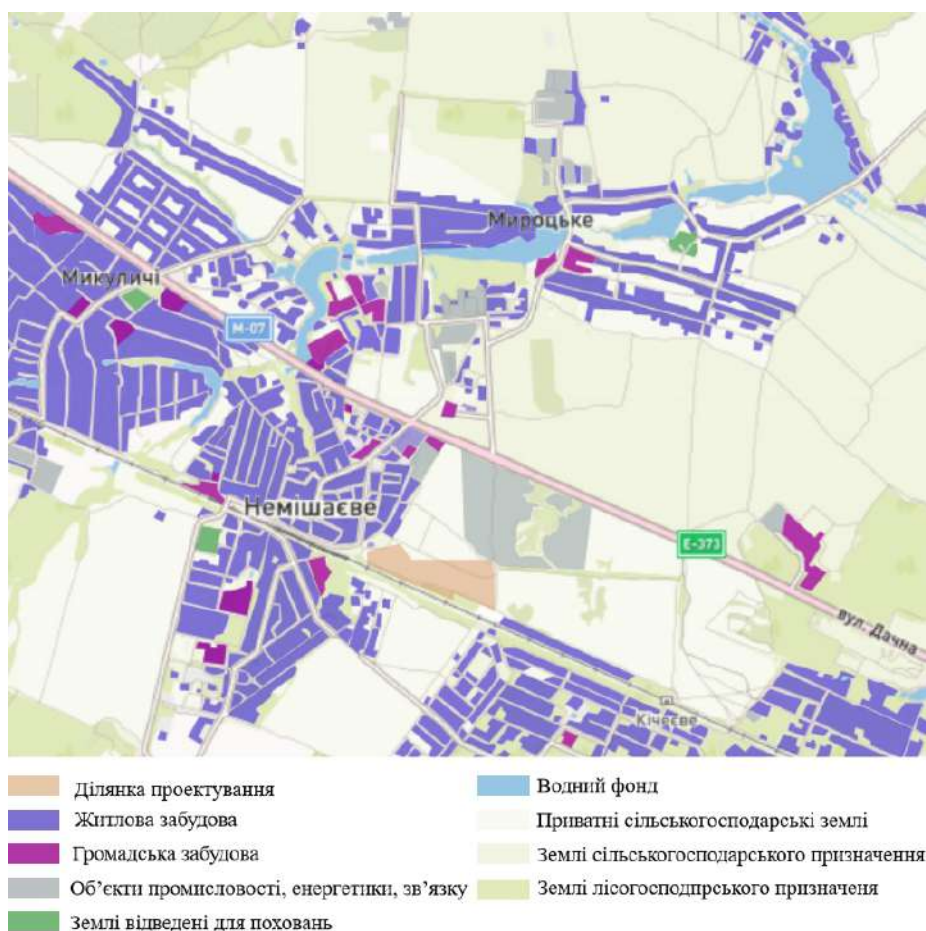 Мироцьке
Микуличі
М-07
Немішаєве
Е-373
вул. Дачна
Кічеєве
Ділянка проектування
Житлова забудова
Громадська забудова
Об’єкти промисловості, енергетики, зв’язку
Землі відведені для поховань
Водний фонд
Приватні сільськогосподарські землі
Землі сільськогосподарського призначення
Землі лісогосподпрського призначеня